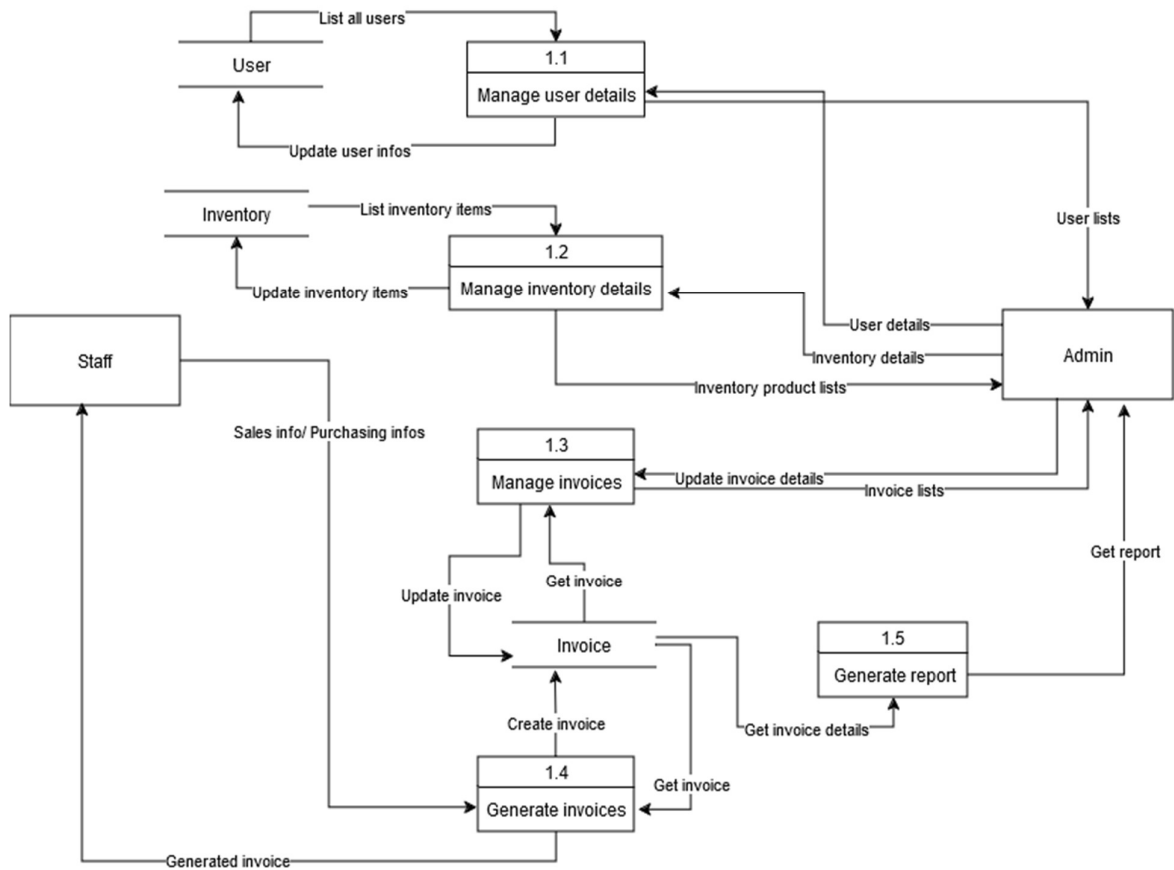 List all users
User
1.1
Manage user details
Update user infos
Inventory
List inventory items
User lists
1.2
Manage inventory details
Update inventory items
User details
Staff
Inventory details
Admin
Inventory product lists
Sales info/ Purchasing infos
1.3
Manage invoices
Update invoice details
Invoice lists
Get report
Get invoice
Update invoice
Invoice
1.5
Generate report
Create invoice
Get invoice details
1.4
Get invoice
Generate invoices
Generated invoice